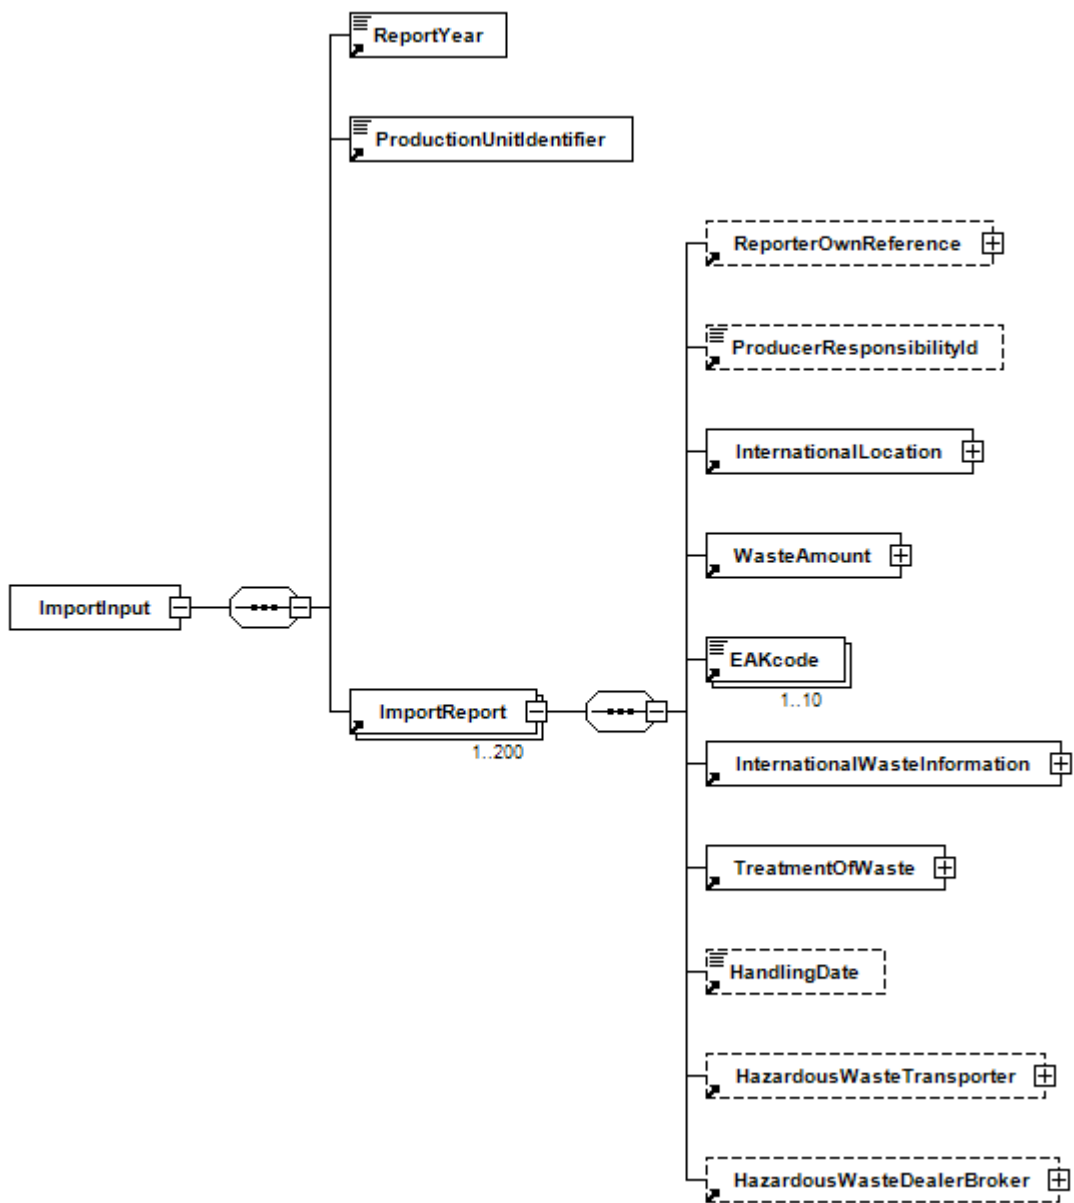 ReportYear
ProductionUnitIdentifier
ReporterOwnReference
ProducerResponsibilityId
InternationalLocation
WasteAmount
ImportInput
EAKcode
1..10
ImportReport
1..200
InternationalWasteInformation
TreatmentOfWaste
HandlingDate
HazardousWasteTransporter
HazardousWasteDealerBroker